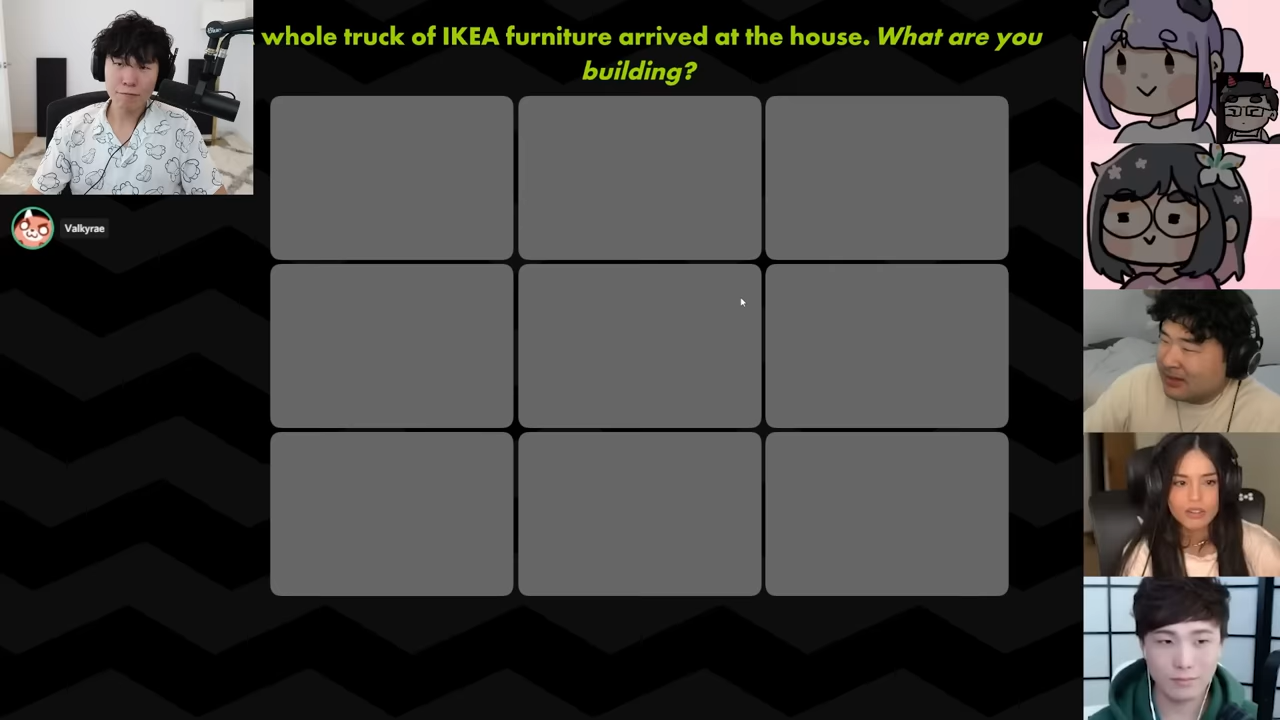 whole truck of IKEA furniture arrived at the house. What are you
building?
Valkyrae